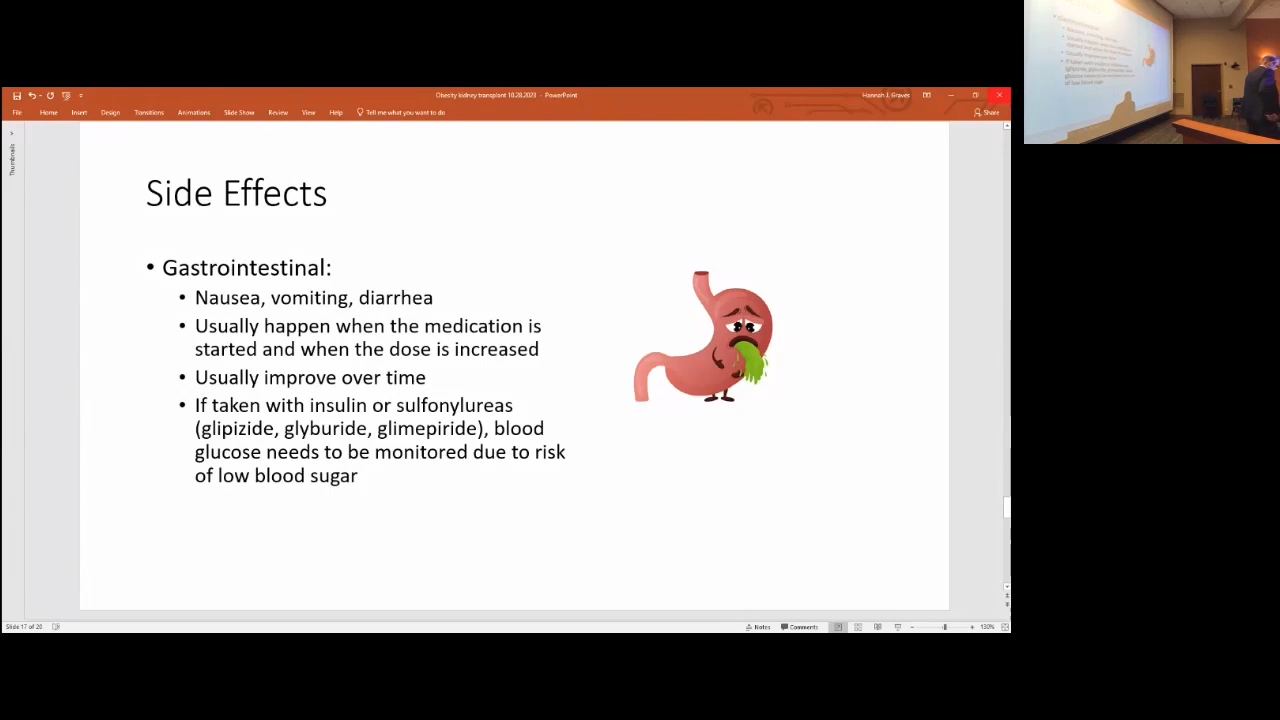 Obesity kidney transplant 10.28.2023 - PowerPoint
Hannah J. Graves
File Home Insert Design Transitions Animations Slide Show Review View Help Tell me what you want to do
Share
Thumbnails
Side Effects
• Gastrointestinal:
• Nausea, vomiting, diarrhea
• Usually happen when the medication is
started and when the dose is increased
• Usually improve over time
• If taken with insulin or sulfonylureas
(glipizide, glyburide, glimepiride), blood
glucose needs to be monitored due to risk
of low blood sugar
Slide 17 of 20
Notes Comments
130%